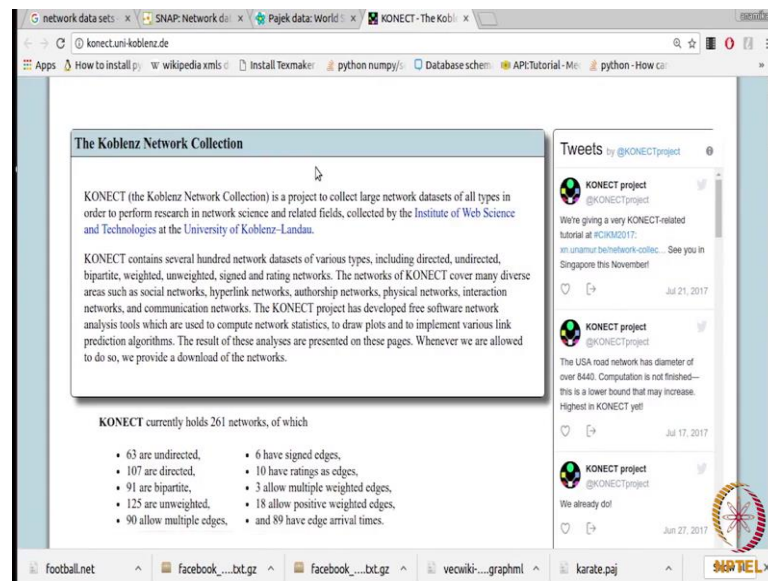 network data sets
SNAP: Network dat
Pajek data: World S
KONECT - The Kobl
konect.uni-koblenz.de
Apps
How to install py
wikipedia xmls d
Install Texmaker
python numpy/s
Database schem
API:Tutorial - Me
python - How ca
The Koblenz Network Collection
KONECT (the Koblenz Network Collection) is a project to collect large network datasets of all types in
order to perform research in network science and related fields, collected by the Institute of Web Science
and Technologies at the University of Koblenz–Landau.
KONECT contains several hundred network datasets of various types, including directed, undirected,
bipartite, weighted, unweighted, signed and rating networks. The networks of KONECT cover many diverse
areas such as social networks, hyperlink networks, authorship networks, physical networks, interaction
networks, and communication networks. The KONECT project has developed free software network
analysis tools which are used to compute network statistics, to draw plots and to implement various link
prediction algorithms. The result of these analyses are presented on these pages. Whenever we are allowed
to do so, we provide a download of the networks.
KONECT currently holds 261 networks, of which
• 63 are undirected,
• 107 are directed,
• 91 are bipartite,
• 125 are unweighted,
• 90 allow multiple edges,
• 6 have signed edges,
• 10 have ratings as edges,
• 3 allow multiple weighted edges,
• 18 allow positive weighted edges,
• and 89 have edge arrival times.
Tweets by @KONECTproject
KONECT project
@KONECTproject
We're giving a very KONECT-related
tutorial at #CIKM2017:
xn.unamur.be/network-collec... See you in
Singapore this November!
Jul 21, 2017
KONECT project
@KONECTproject
The USA road network has diameter of
over 8440. Computation is not finished—
this is a lower bound that may increase.
Highest in KONECT yet!
Jul 17, 2017
KONECT project
@KONECTproject
We already do!
Jun 27, 2017
football.net
facebook_....txt.gz
facebook_....txt.gz
vecwiki-....graphml
karate.paj
NPTEL